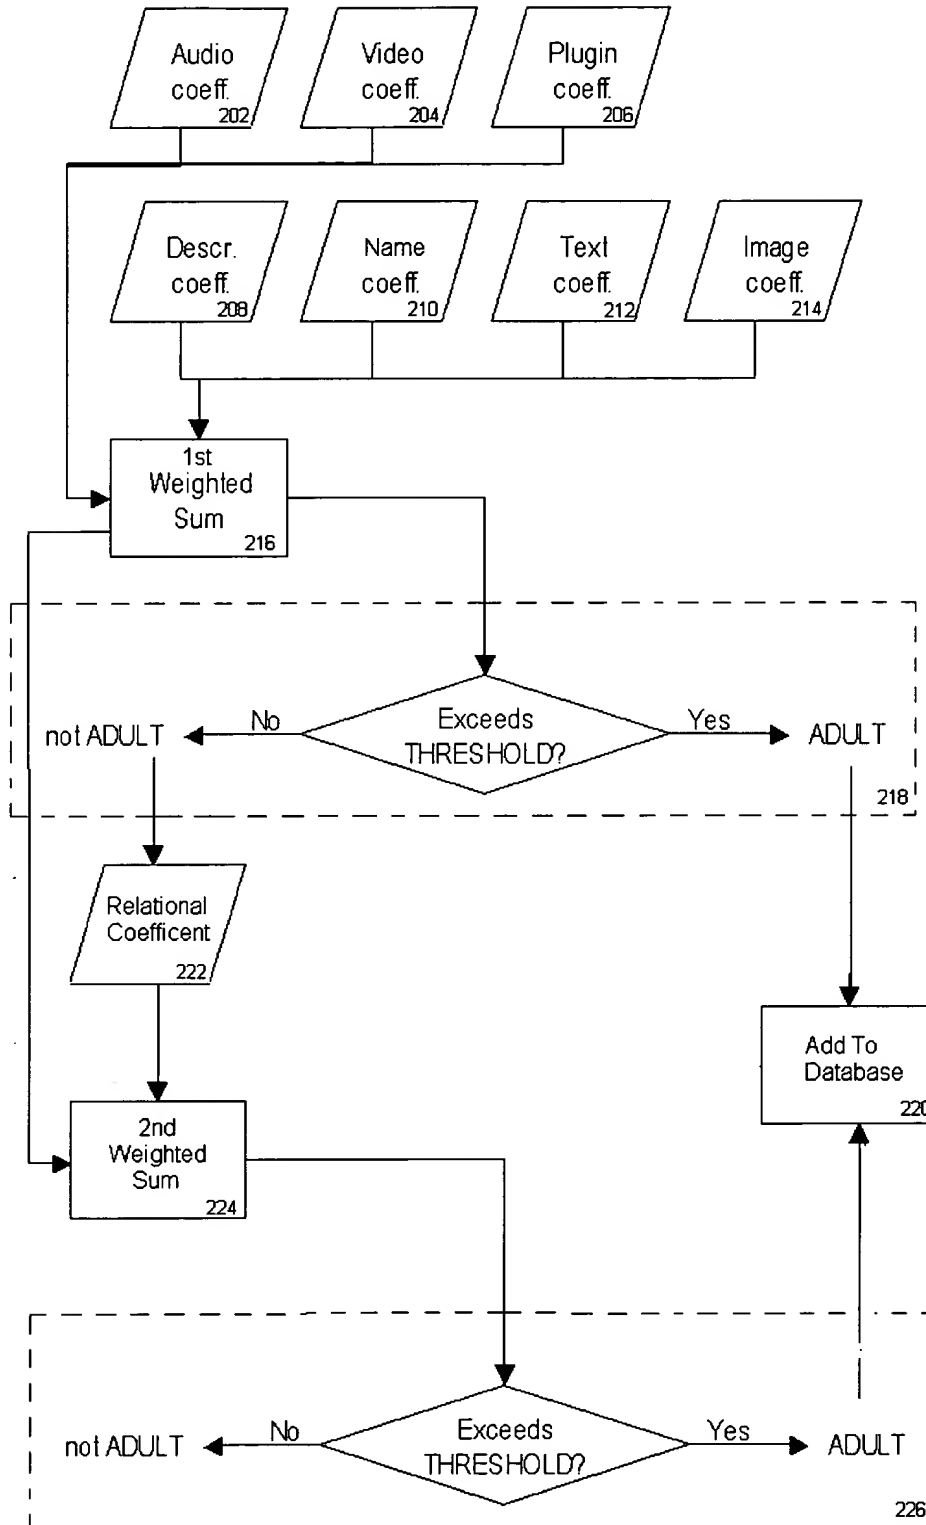 Audio
coeff.
202
Video
coeff.
204
Plugin
coeff.
206
Descr.
coeff.
208
Name
coeff.
210
Text
coeff.
212
Image
coeff.
214
1st
Weighted
Sum
216
Exceeds
THRESHOLD?
No
not ADULT
Yes
ADULT
218
Relational
Coefficent
222
Add To
Database
220
2nd
Weighted
Sum
224
Exceeds
THRESHOLD?
No
not ADULT
Yes
ADULT
226